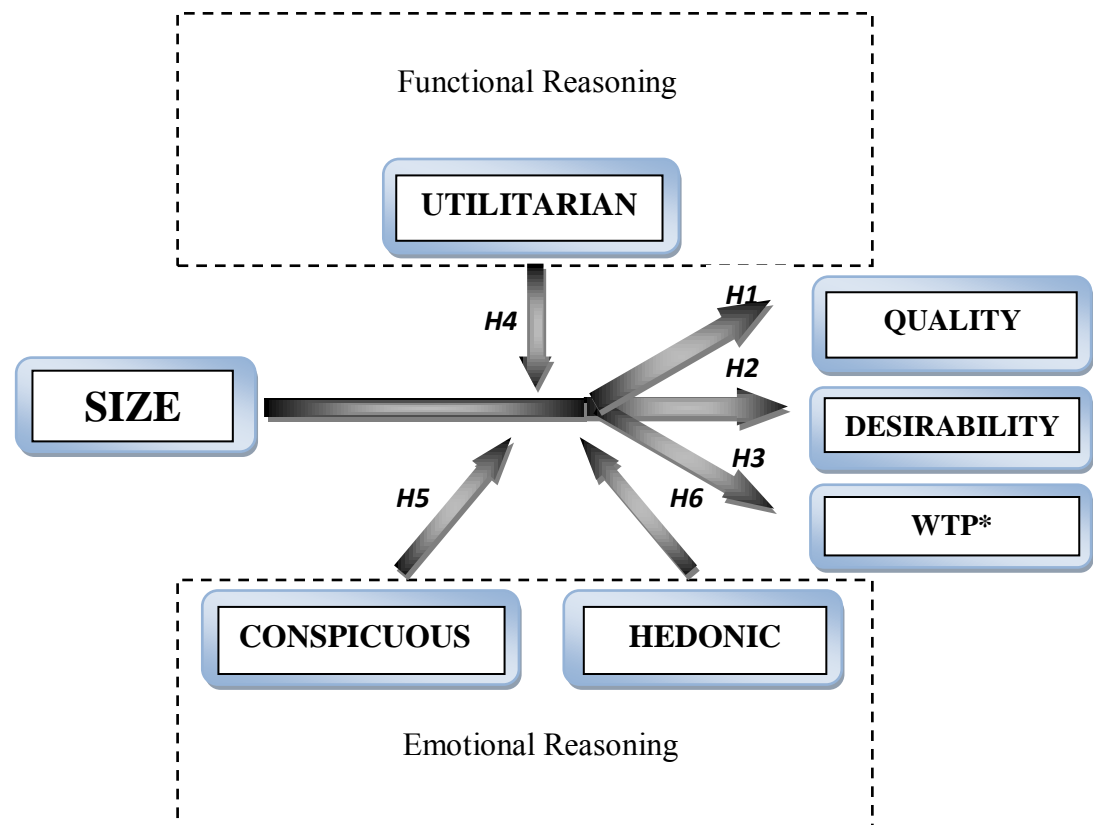 Functional Reasoning
UTILITARIAN
H4
H1
QUALITY
H2
SIZE
DESIRABILITY
H3
H5
H6
WTP*
CONSPICUOUS
HEDONIC
Emotional Reasoning